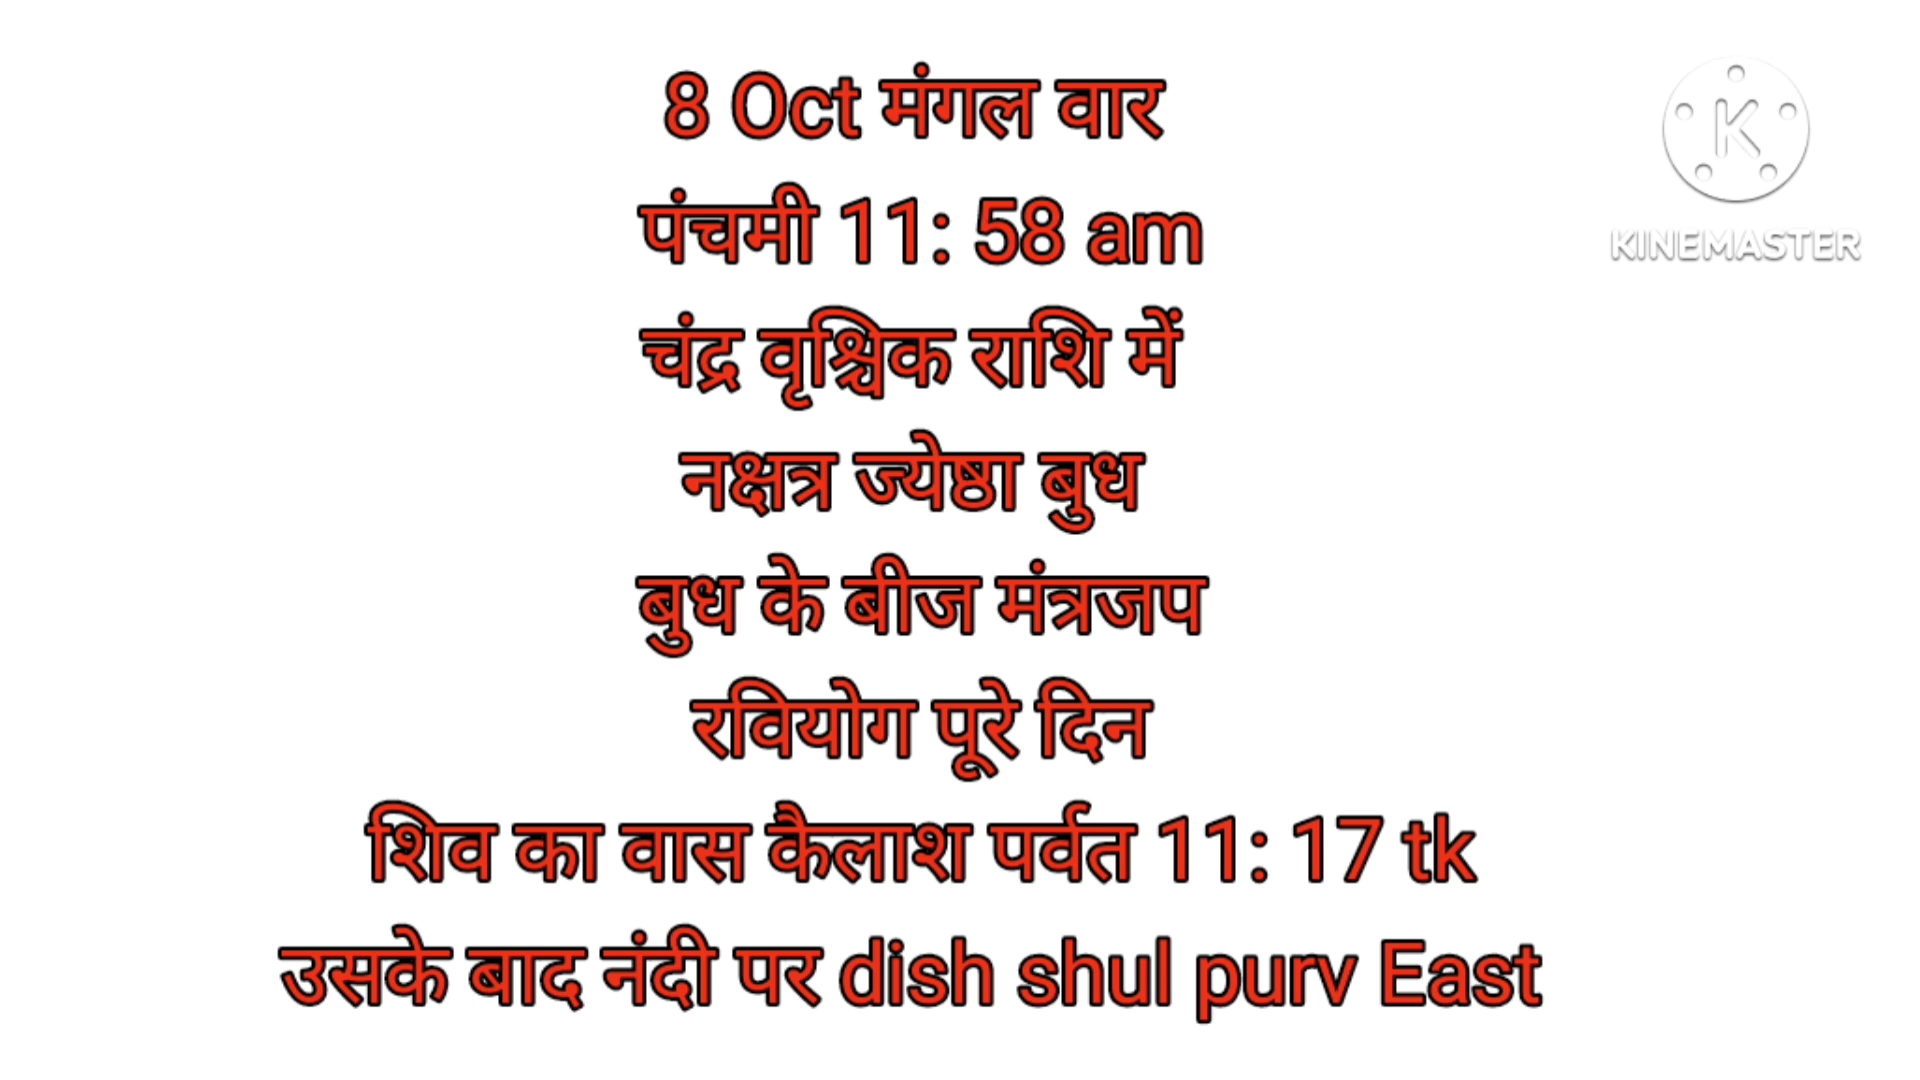 8 Oct मंगल वार
पंचमी 11: 58 am
चंद्र वृश्चिक राशि में
नक्षत्र ज्येष्ठा बुध
बुध के बीज मंत्रजप
रवियोग पूरे दिन
शिव का वास कैलाश पर्वत 11: 17 tk
उसके बाद नंदी पर dish shul purv East
K
KINEMASTER